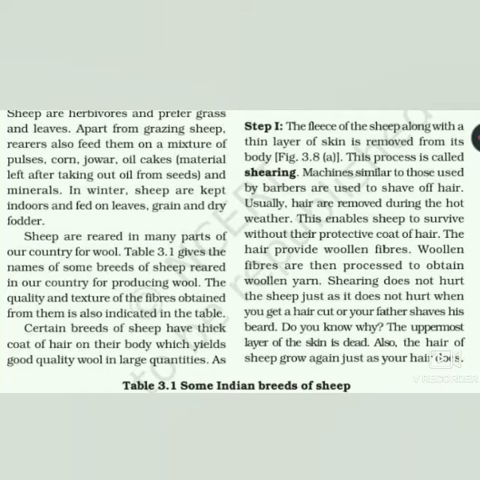 Sheep are herbivores and prefer grass
and leaves. Apart from grazing sheep,
rearers also feed them on a mixture of
pulses, corn, jowar, oil cakes (material
left after taking out oil from seeds) and
minerals. In winter, sheep are kept
indoors and fed on leaves, grain and dry
fodder.
Sheep are reared in many parts of
our country for wool. Table 3.1 gives the
names of some breeds of sheep reared
in our country for producing wool. The
quality and texture of the fibres obtained
from them is also indicated in the table.
Certain breeds of sheep have thick
coat of hair on their body which yields
good quality wool in large quantities. As
Step I: The fleece of the sheep along with a
thin layer of skin is removed from its
body [Fig. 3.8 (a)]. This process is called
shearing. Machines similar to those used
by barbers are used to shave off hair.
Usually, hair are removed during the hot
weather. This enables sheep to survive
without their protective coat of hair. The
hair provide woollen fibres. Woollen
fibres are then processed to obtain
woollen yarn. Shearing does not hurt
the sheep just as it does not hurt when
you get a hair cut or your father shaves his
beard. Do you know why? The uppermost
layer of the skin is dead. Also, the hair of
sheep grow again just as your hair does.
Table 3.1 Some Indian breeds of sheep
V RECORDER